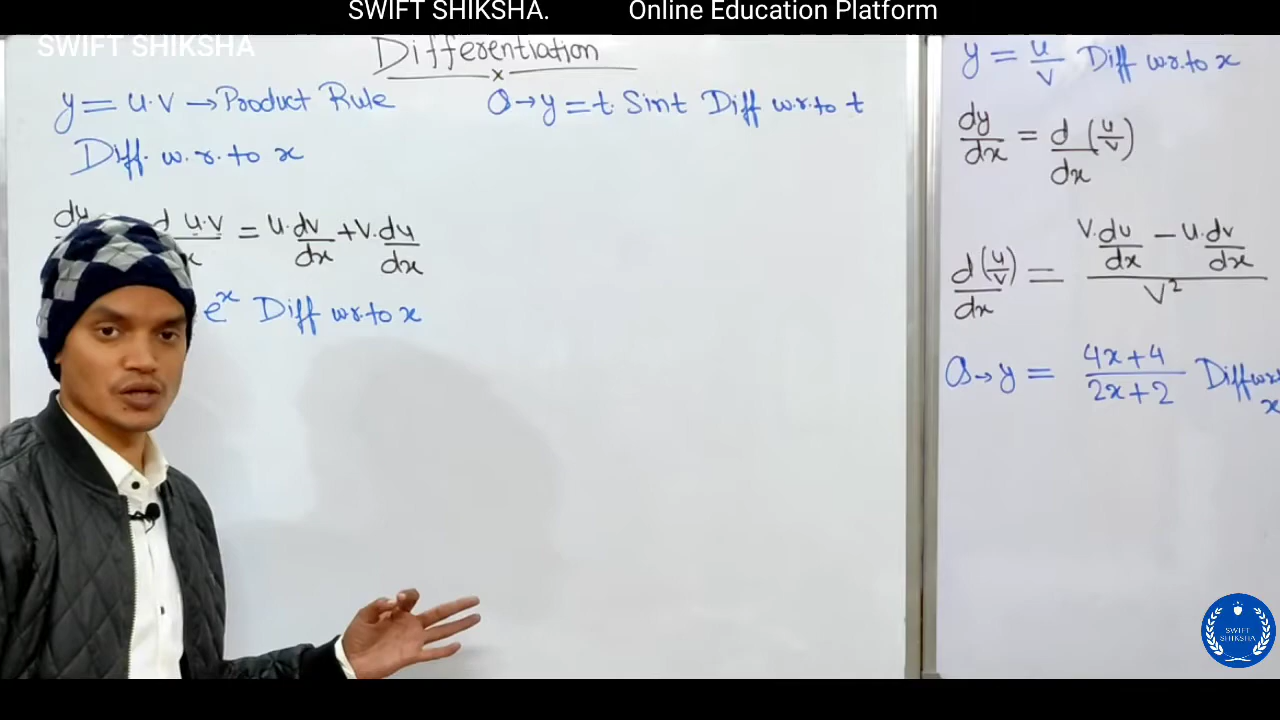 SWIFT SHIKSHA. Online Education Platform
SWIFT SHIKSHA
Differentiation
x
y = u.v → Product Rule
Diff. w.r.to x
d u.v = u.dv/dx + v.du/dx
e^x Diff w.r.to x
Q → y = t. Sint Diff w.r.to t
y = u/v Diff w.r.to x
dy/dx = d/dx (u/v)
d/dx (u/v) = (v.du/dx - u.dv/dx)/v²
Q → y = (4x+4)/(2x+2) Diff w.r
x
SWIFT
SHIKSHA